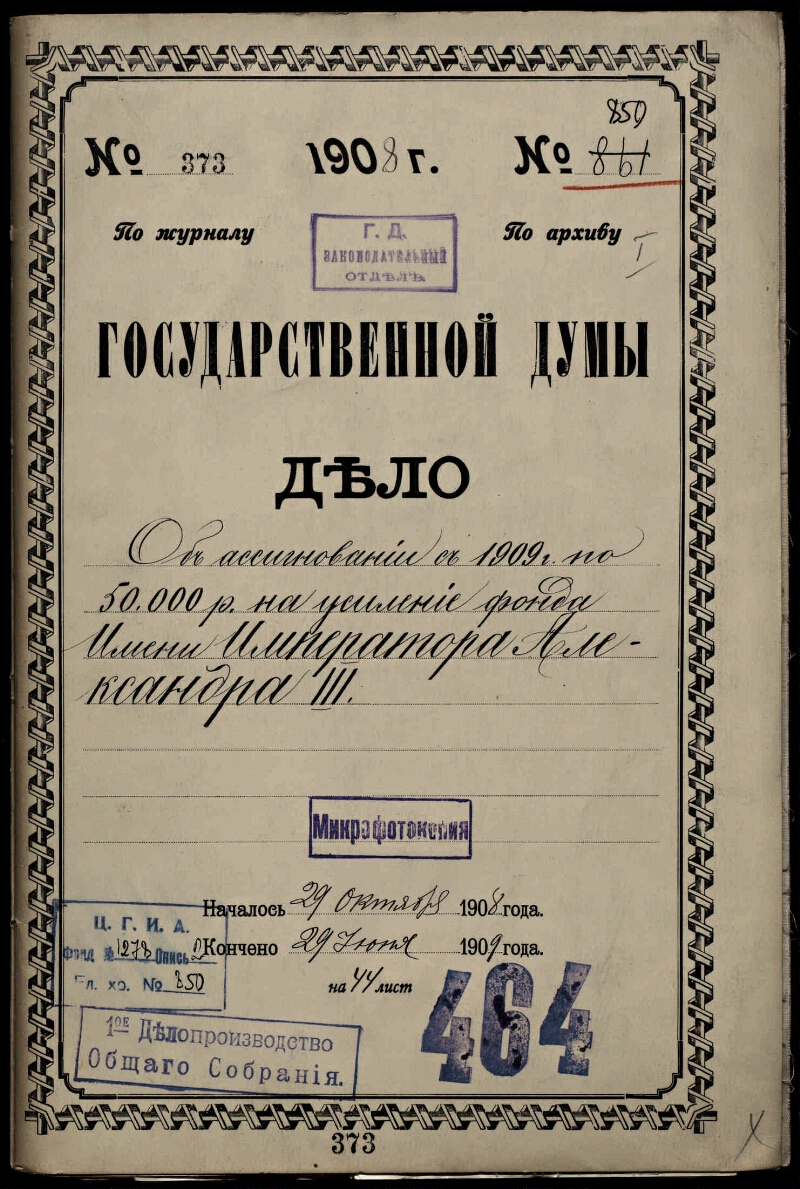 850
№ 373 1908 г. № 861
По журналу
По архиву I
Г. Д.
ЗАКОНОДАТЕЛЬНЫЙ
ОТДѢЛЪ
ГОСУДАРСТВЕННОЙ ДУМЫ
ДѢЛО
Объ ассигнованіи съ 1909 г. по
50.000 р. на усиленіе фонда
Имени Императора Але-
ксандра III.
Микрофотокопия
Началось 29 Октября 1908 года.
Кончено 29 Іюня 1909 года.
на 44 лист
Ц. Г. И. А.
Фонд № 1278 Опись 2
Ед. хр. № 850
464
1ое Дѣлопроизводство
Общаго Собранія.
373